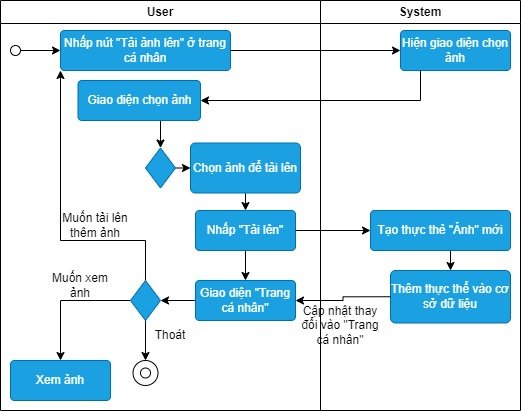 User
System
Nhấp nút "Tải ảnh lên" ở trang
cá nhân
Hiện giao diện chọn
ảnh
Giao diện chọn ảnh
Chọn ảnh để tải lên
Muốn tải lên
thêm ảnh
Nhấp "Tải lên"
Tạo thực thể "Ảnh" mới
Muốn xem
ảnh
Giao diện "Trang
cá nhân"
Thêm thực thể vào cơ
sở dữ liệu
Cập nhật thay
đổi vào "Trang
cá nhân"
Thoát
Xem ảnh